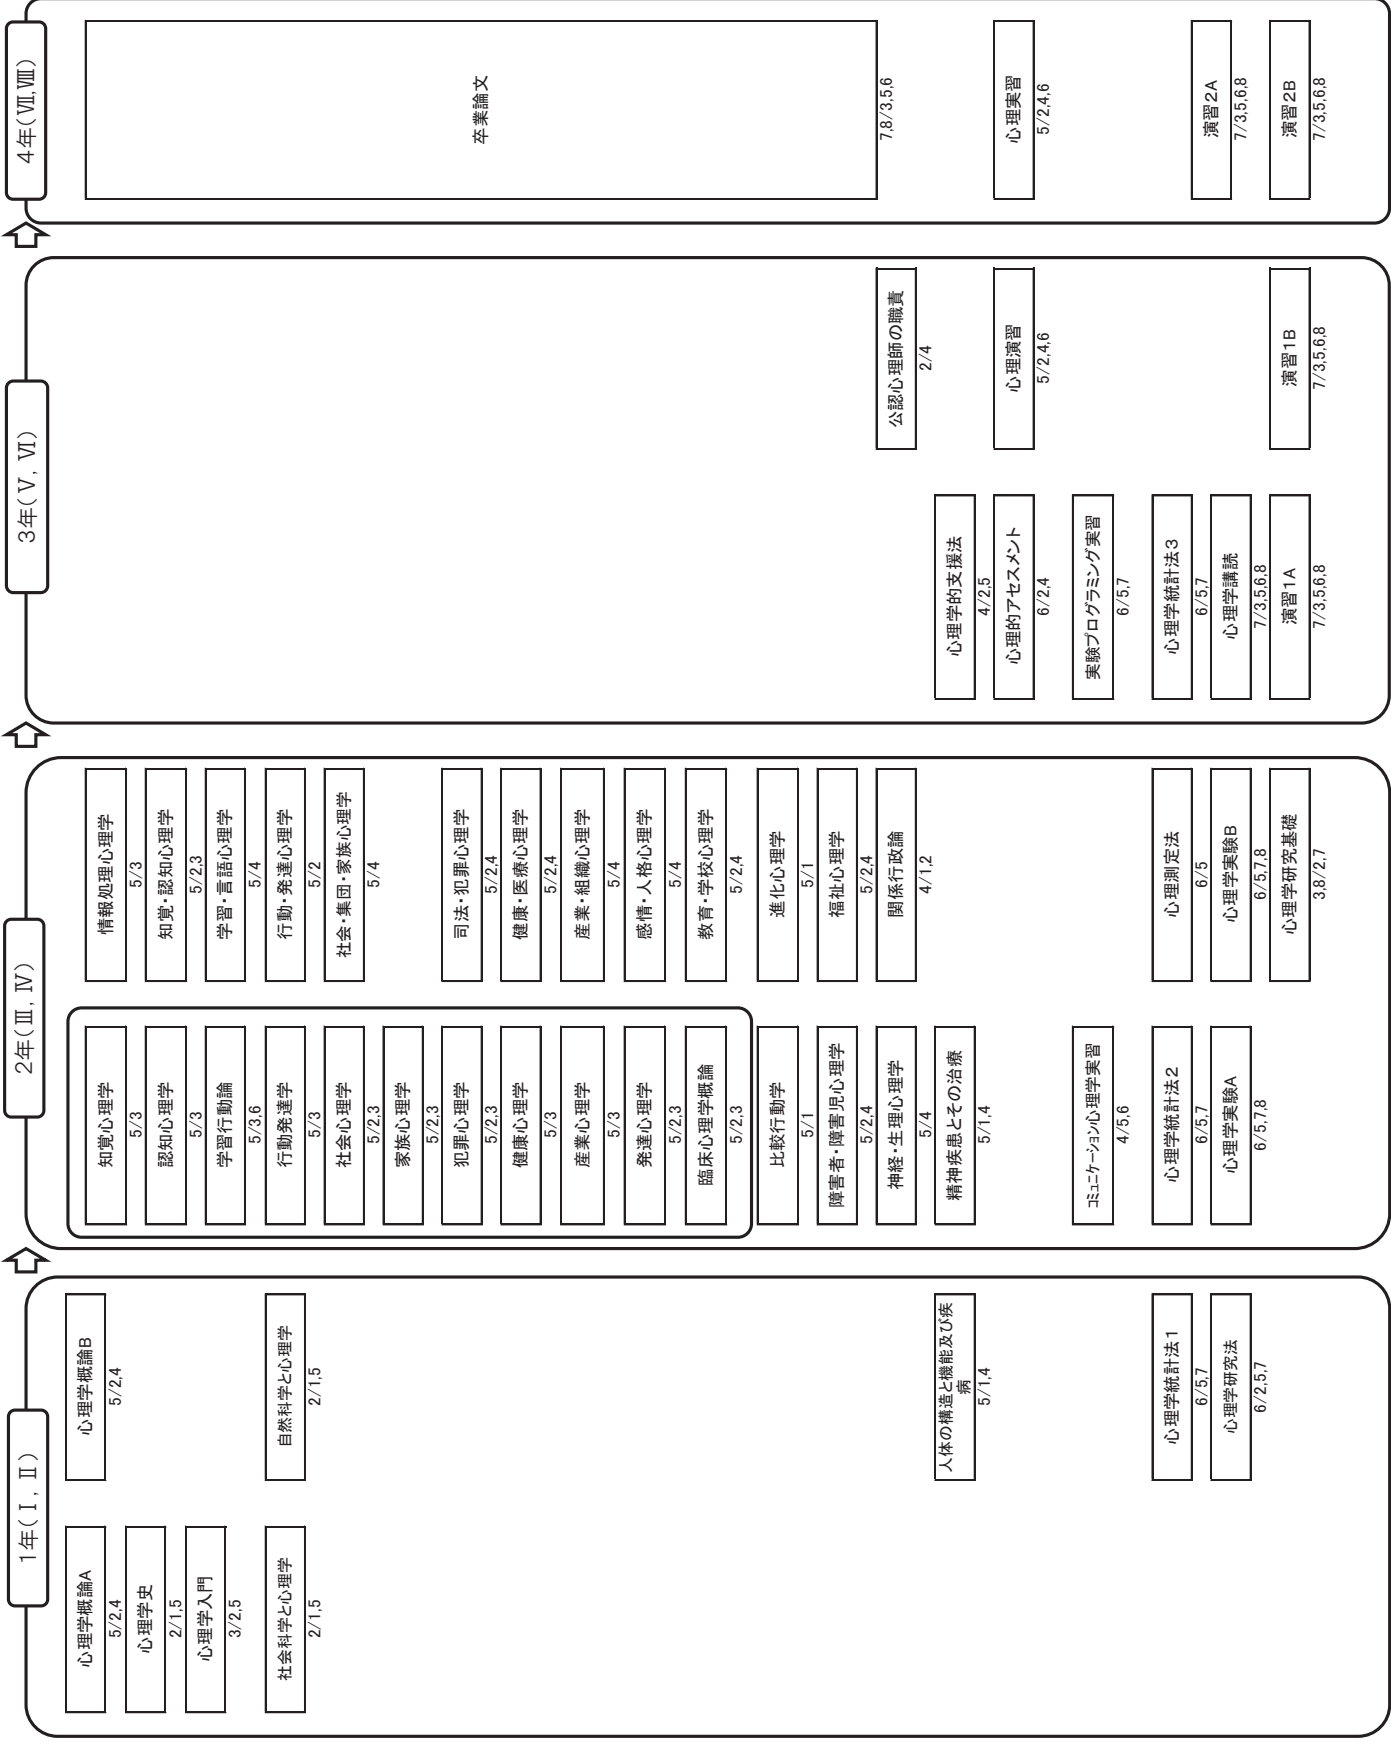 1年(Ⅰ, Ⅱ)
心理学概論A
5/2,4
心理学史
2/1,5
心理学入門
3/2,5
社会科学と心理学
2/1,5
心理学概論B
5/2,4
自然科学と心理学
2/1,5
人体の構造と機能及び疾
病
5/1,4
心理学統計法1
6/5,7
心理学研究法
6/2,5,7
2年(Ⅲ, Ⅳ)
知覚心理学
5/3
認知心理学
5/3
学習行動論
5/3,6
行動発達学
5/3
社会心理学
5/2,3
家族心理学
5/2,3
犯罪心理学
5/2,3
健康心理学
5/3
産業心理学
5/3
発達心理学
5/2,3
臨床心理学概論
5/2,3
比較行動学
5/1
障害者・障害児心理学
5/2,4
神経・生理心理学
5/4
精神疾患とその治療
5/1,4
コミュニケーション心理学実習
4/5,6
心理学統計法2
6/5,7
心理学実験A
6/5,7,8
情報処理心理学
5/3
知覚・認知心理学
5/2,3
学習・言語心理学
5/4
行動・発達心理学
5/2
社会・集団・家族心理学
5/4
司法・犯罪心理学
5/2,4
健康・医療心理学
5/2,4
産業・組織心理学
5/4
感情・人格心理学
5/4
教育・学校心理学
5/2,4
進化心理学
5/1
福祉心理学
5/2,4
関係行政論
4/1,2
心理測定法
6/5
心理学実験B
6/5,7,8
心理学研究基礎
3,8/2,7
3年(Ⅴ, Ⅵ)
心理学的支援法
4/2,5
心理的アセスメント
6/2,4
実験プログラミング実習
6/5,7
心理学統計法3
6/5,7
心理学講読
7/3,5,6,8
演習1A
7/3,5,6,8
公認心理師の職責
2/4
心理演習
5/2,4,6
演習1B
7/3,5,6,8
4年(Ⅶ,Ⅷ)
卒業論文
7,8/3,5,6
心理実習
5/2,4,6
演習2A
7/3,5,6,8
演習2B
7/3,5,6,8